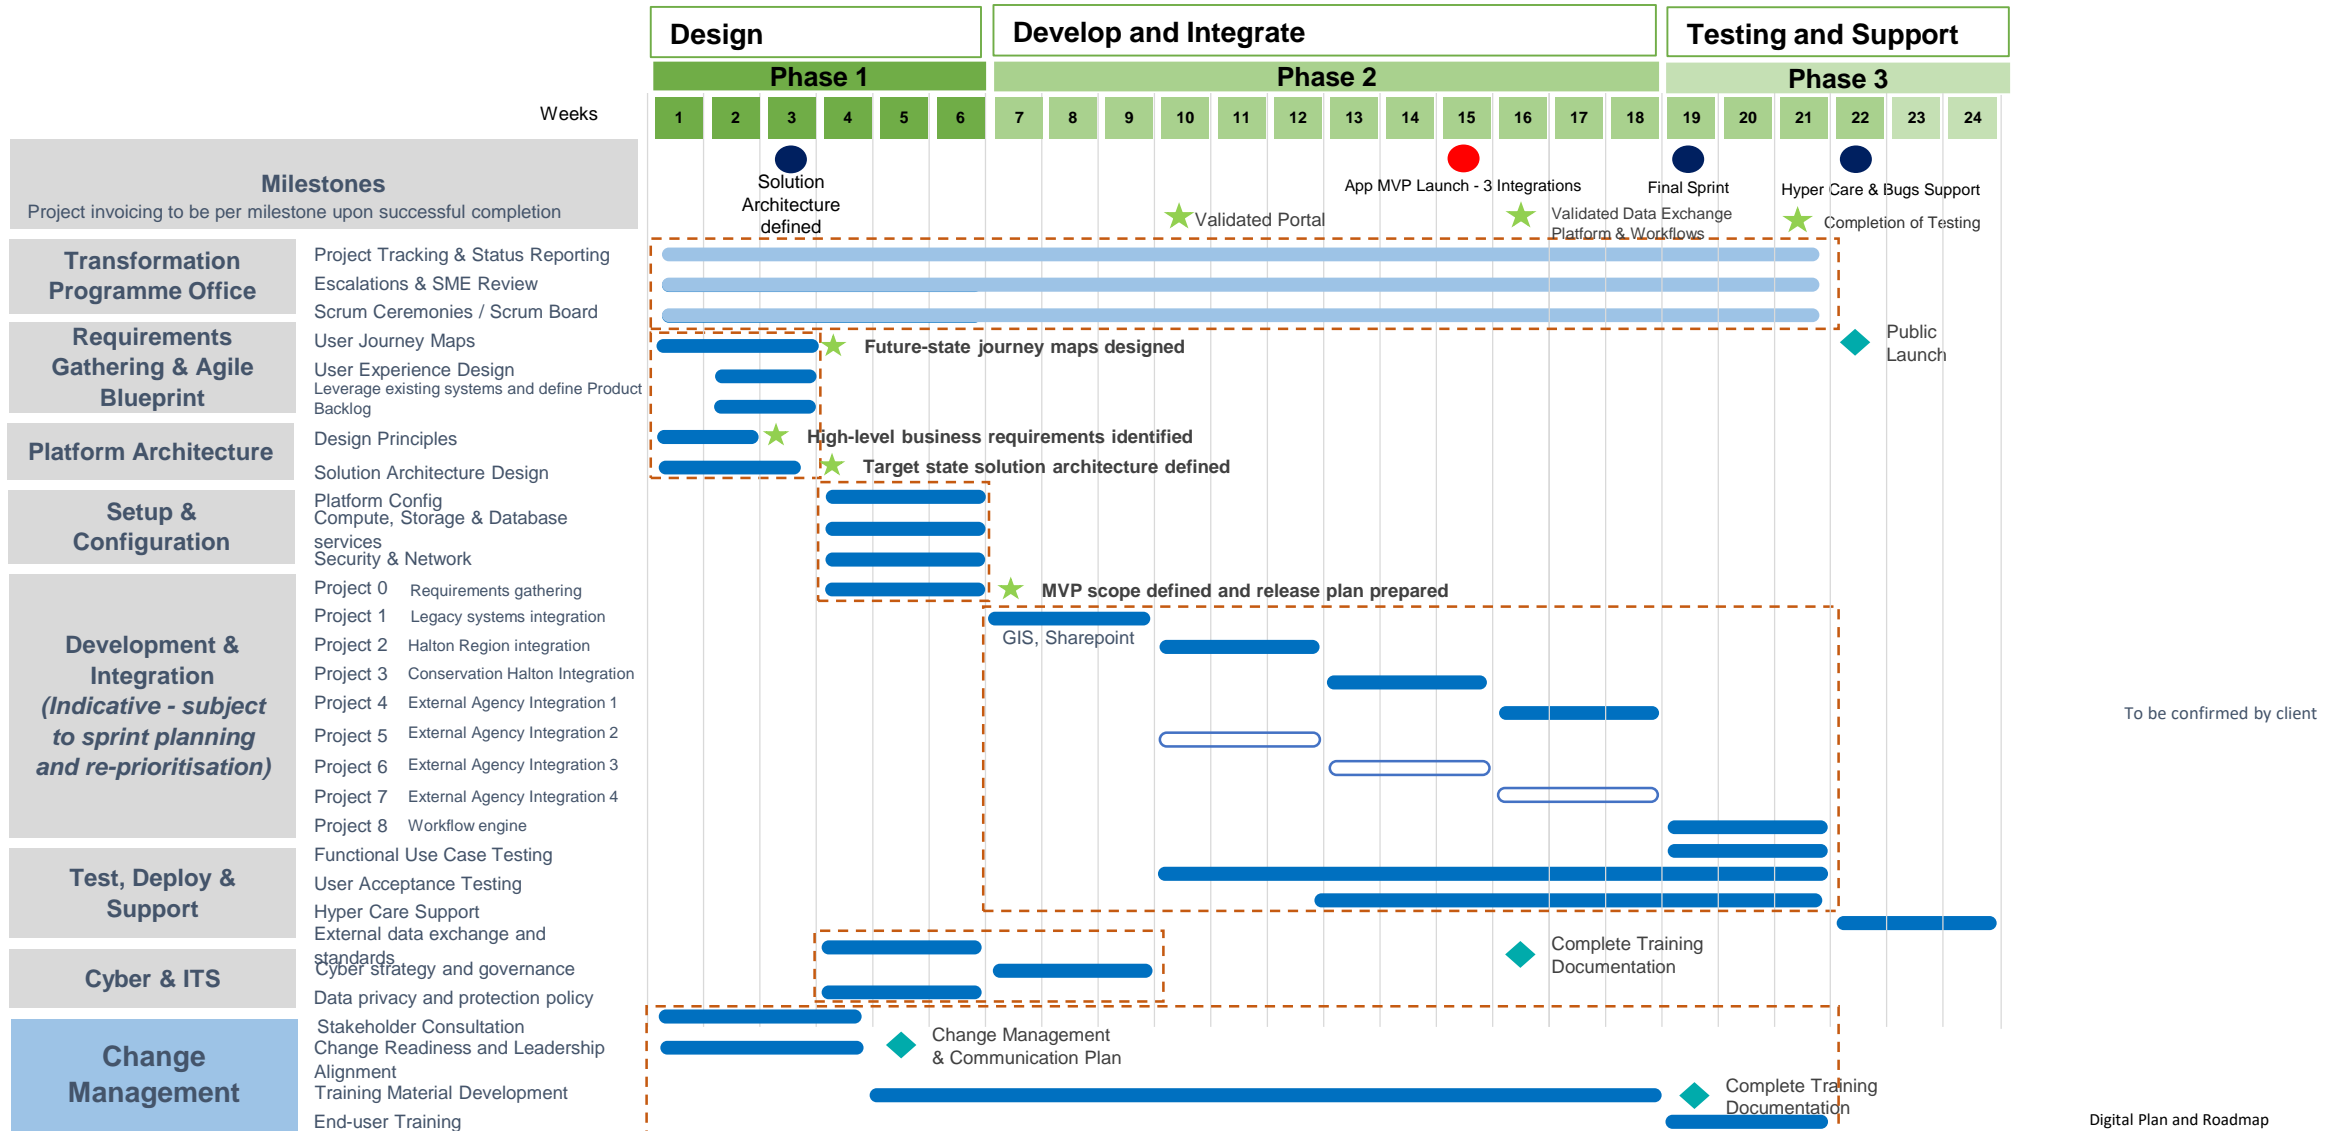 Design
Develop and Integrate
Testing and Support
Phase 1
Phase 2
Phase 3
Weeks
1 2 3 4 5 6 7 8 9 10 11 12 13 14 15 16 17 18 19 20 21 22 23 24
Milestones
Project invoicing to be per milestone upon successful completion
Solution
Architecture
defined
App MVP Launch - 3 Integrations
Final Sprint
Hyper Care & Bugs Support
Validated Portal
Validated Data Exchange
Platform & Workflows
Completion of Testing
Transformation
Programme Office
Project Tracking & Status Reporting
Escalations & SME Review
Scrum Ceremonies / Scrum Board
Requirements
Gathering & Agile
Blueprint
User Journey Maps
Future-state journey maps designed
Public
Launch
User Experience Design
Leverage existing systems and define Product
Backlog
Platform Architecture
Design Principles
High-level business requirements identified
Solution Architecture Design
Target state solution architecture defined
Setup &
Configuration
Platform Config
Compute, Storage & Database
services
Security & Network
Development &
Integration
(Indicative - subject
to sprint planning
and re-prioritisation)
Project 0 Requirements gathering
MVP scope defined and release plan prepared
Project 1 Legacy systems integration
GIS, Sharepoint
Project 2 Halton Region integration
Project 3 Conservation Halton Integration
Project 4 External Agency Integration 1
To be confirmed by client
Project 5 External Agency Integration 2
Project 6 External Agency Integration 3
Project 7 External Agency Integration 4
Project 8 Workflow engine
Test, Deploy &
Support
Functional Use Case Testing
User Acceptance Testing
Hyper Care Support
Cyber & ITS
External data exchange and
standards
Cyber strategy and governance
Data privacy and protection policy
Complete Training
Documentation
Change
Management
Stakeholder Consultation
Change Readiness and Leadership
Alignment
Change Management
& Communication Plan
Training Material Development
Complete Training
Documentation
End-user Training
Digital Plan and Roadmap